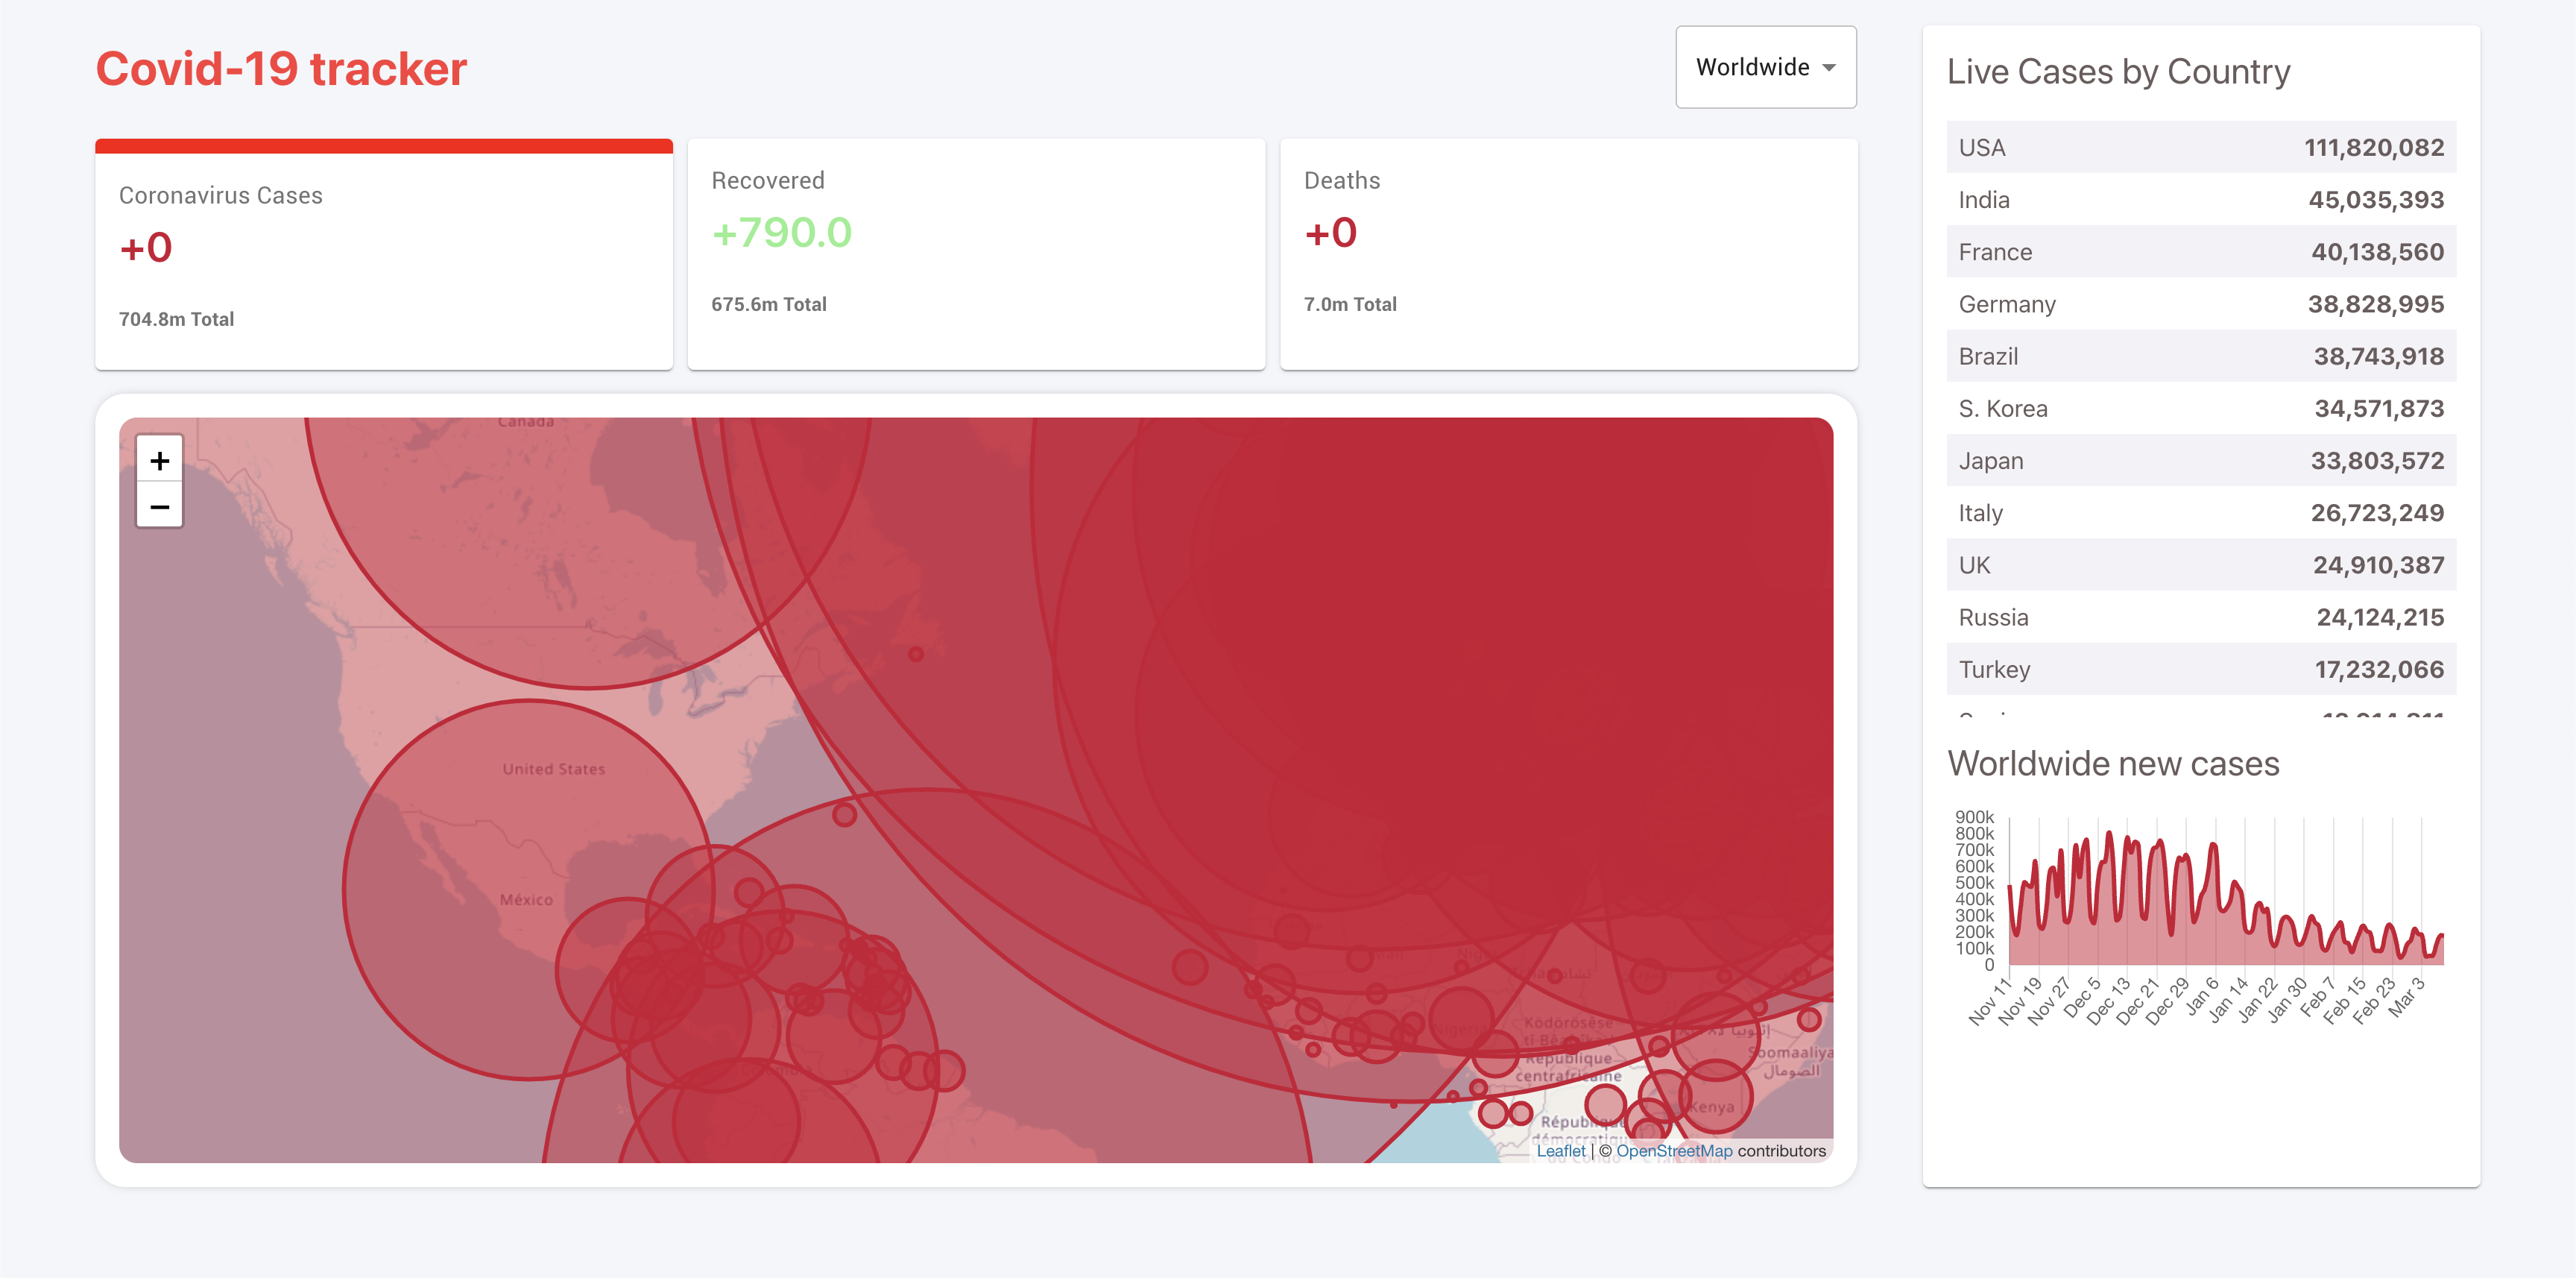 Covid-19 tracker
Worldwide
Coronavirus Cases
+0
704.8m Total
Recovered
+790.0
675.6m Total
Deaths
+0
7.0m Total
+
−
Canada
United States
México
Nigeria
Ködörösêse
tî Bêafrîka
République
centrafricaine
Soomaaliya
الصومال
Kenya
Leaflet | © OpenStreetMap contributors
Live Cases by Country
USA 111,820,082
India 45,035,393
France 40,138,560
Germany 38,828,995
Brazil 38,743,918
S. Korea 34,571,873
Japan 33,803,572
Italy 26,723,249
UK 24,910,387
Russia 24,124,215
Turkey 17,232,066
Worldwide new cases
900k
800k
700k
600k
500k
400k
300k
200k
100k
0
Nov 11
Nov 19
Nov 27
Dec 5
Dec 13
Dec 21
Dec 29
Jan 6
Jan 14
Jan 22
Jan 30
Feb 7
Feb 15
Feb 23
Mar 3